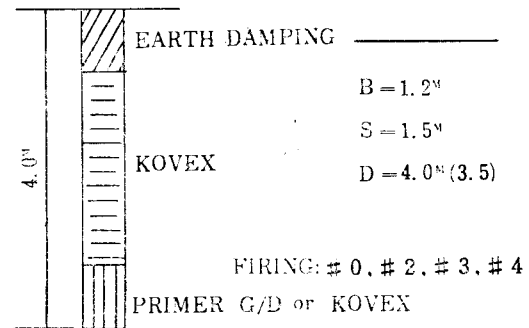 EARTH DAMPING
B=1.2ᴹ
S=1.5ᴹ
4.0ᴹ
KOVEX
D=4.0ᴹ(3.5)
FIRING: #0, #2, #3, #4
PRIMER G/D or KOVEX